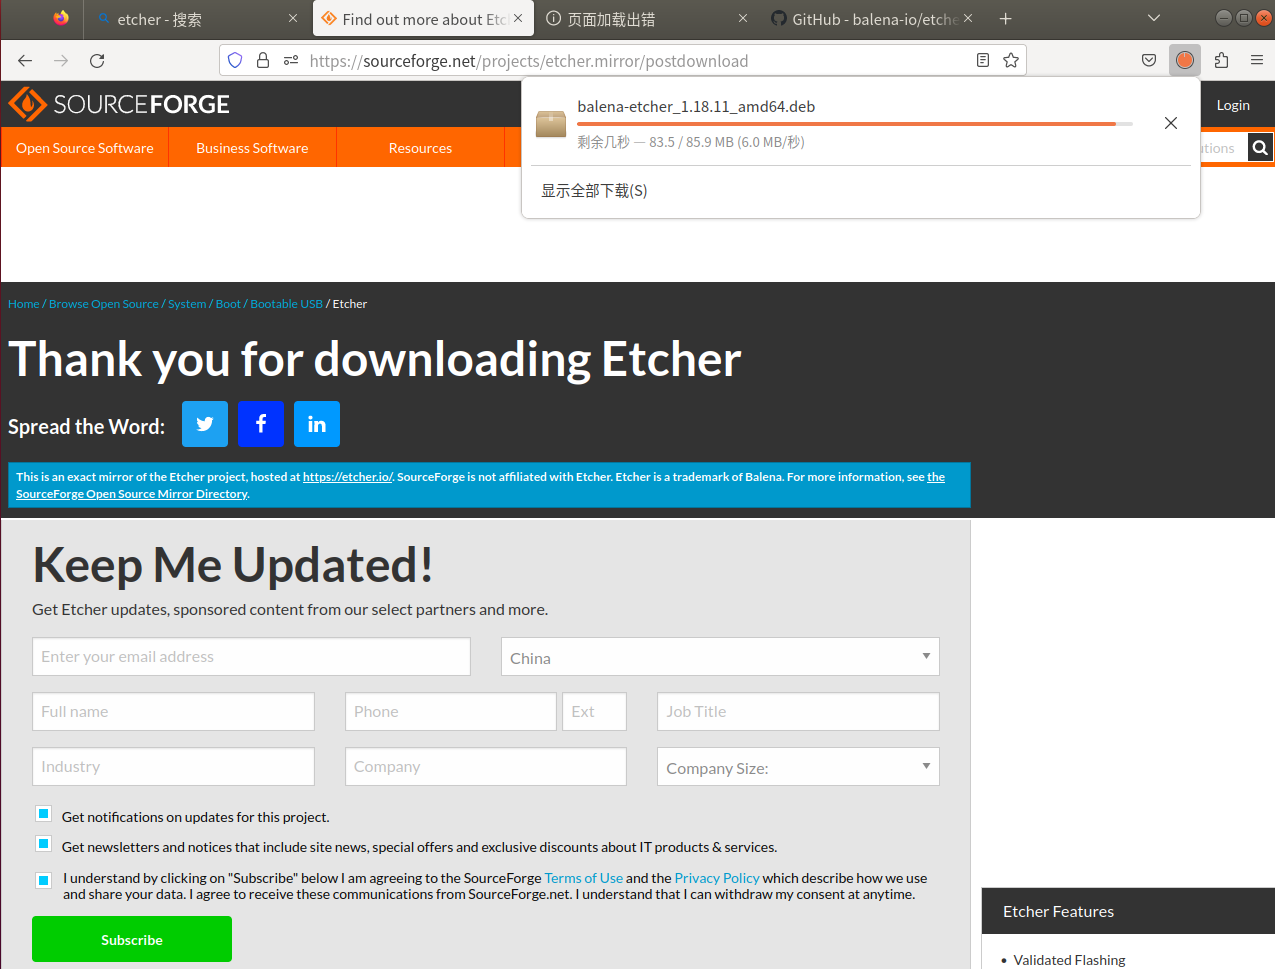 etcher - 搜索
Find out more about Etc
页面加载出错
GitHub - balena-io/etche
https://sourceforge.net/projects/etcher.mirror/postdownload
SOURCEFORGE
Login
balena-etcher_1.18.11_amd64.deb
剩余几秒 — 83.5 / 85.9 MB (6.0 MB/秒)
显示全部下载(S)
Open Source Software
Business Software
Resources
utions
Home / Browse Open Source / System / Boot / Bootable USB / Etcher
Thank you for downloading Etcher
Spread the Word:
This is an exact mirror of the Etcher project, hosted at https://etcher.io/. SourceForge is not affiliated with Etcher. Etcher is a trademark of Balena. For more information, see the
SourceForge Open Source Mirror Directory.
Keep Me Updated!
Get Etcher updates, sponsored content from our select partners and more.
Enter your email address
China
Full name
Phone
Ext
Job Title
Industry
Company
Company Size:
Get notifications on updates for this project.
Get newsletters and notices that include site news, special offers and exclusive discounts about IT products & services.
I understand by clicking on "Subscribe" below I am agreeing to the SourceForge Terms of Use and the Privacy Policy which describe how we use
and share your data. I agree to receive these communications from SourceForge.net. I understand that I can withdraw my consent at anytime.
Subscribe
Etcher Features
• Validated Flashing